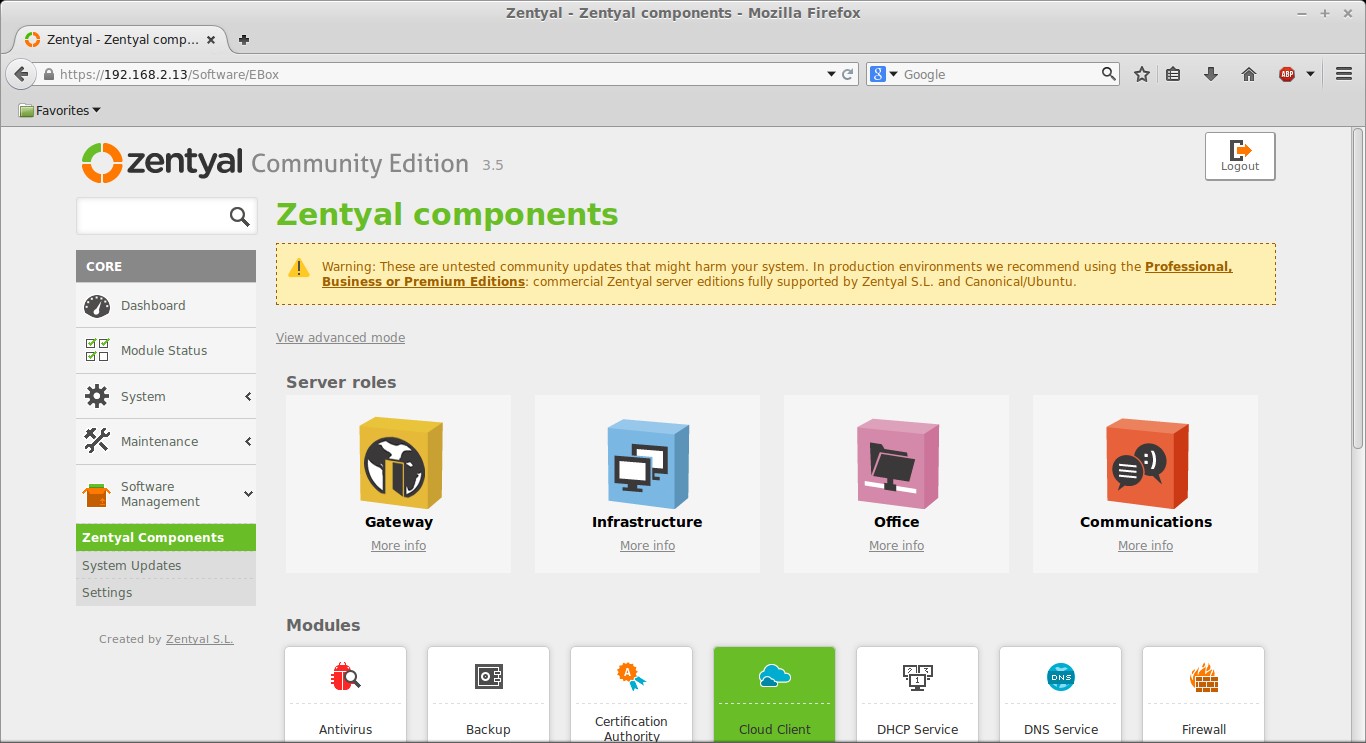 Zentyal - Zentyal components - Mozilla Firefox
Zentyal - Zentyal comp...
https://192.168.2.13/Software/EBox
8
Google
ABP
Favorites
zentyal Community Edition 3.5
Logout
Zentyal components
Warning: These are untested community updates that might harm your system. In production environments we recommend using the Professional,
Business or Premium Editions: commercial Zentyal server editions fully supported by Zentyal S.L. and Canonical/Ubuntu.
CORE
Dashboard
Module Status
System
Maintenance
Software
Management
Zentyal Components
System Updates
Settings
Created by Zentyal S.L.
View advanced mode
Server roles
Gateway
More info
Infrastructure
More info
Office
More info
Communications
More info
Modules
Antivirus
Backup
A
Certification
Authority
Cloud Client
DHCP Service
DNS
DNS Service
Firewall